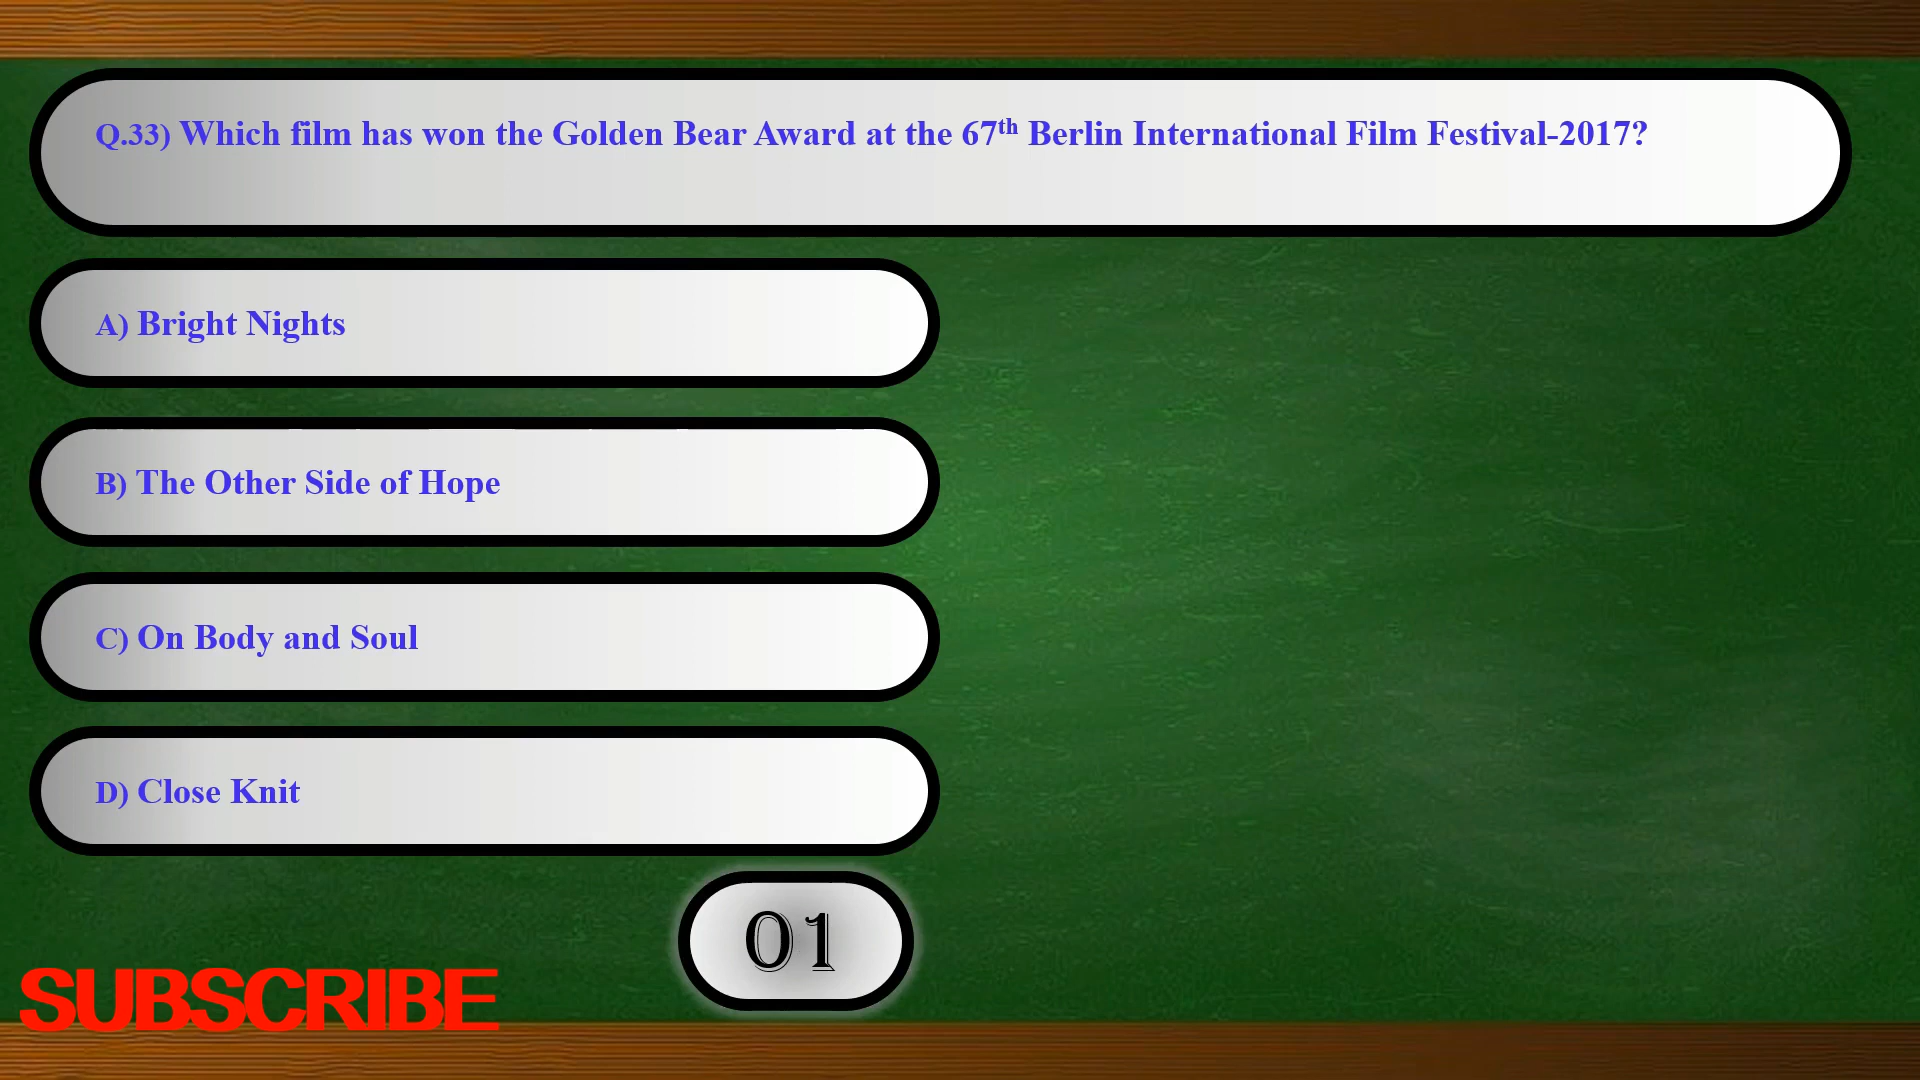 Q.33) Which film has won the Golden Bear Award at the 67th Berlin International Film Festival-2017?
A) Bright Nights
B) The Other Side of Hope
C) On Body and Soul
D) Close Knit
01
SUBSCRIBE